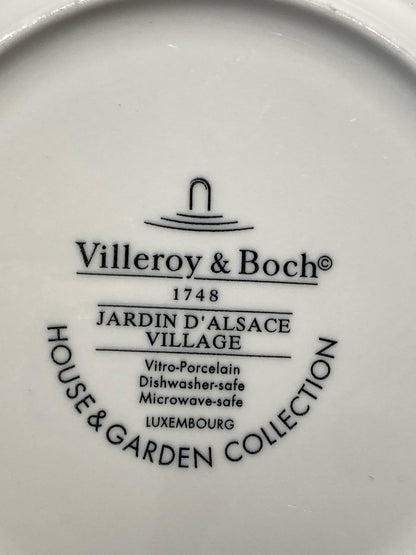 Villeroy & Boch©
1748
JARDIN D'ALSACE
VILLAGE
Vitro-Porcelain
Dishwasher-safe
Microwave-safe
LUXEMBOURG
HOUSE & GARDEN COLLECTION